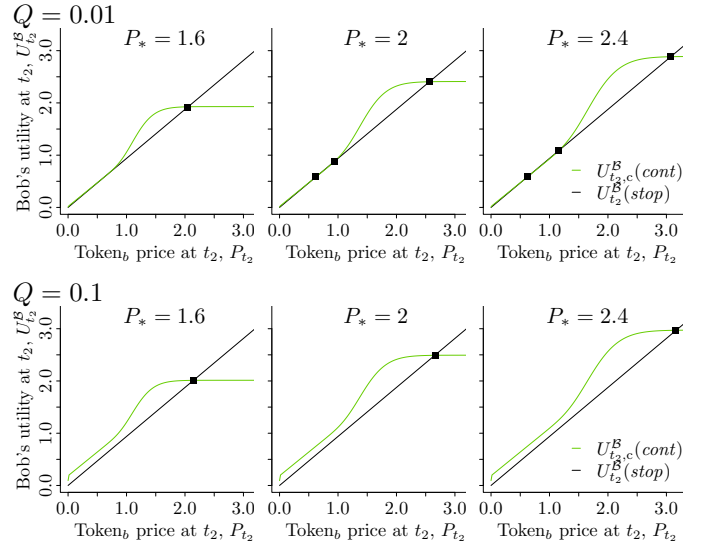 Q = 0.01
P* = 1.6
P* = 2
P* = 2.4
Bob's utility at t₂, U^B_t₂
0.0 1.0 2.0 3.0
U^B_t₂,c(cont)
U^B_t₂(stop)
0.0 1.0 2.0 3.0
0.0 1.0 2.0 3.0
0.0 1.0 2.0 3.0
Token_b price at t₂, P_t₂
Token_b price at t₂, P_t₂
Token_b price at t₂, P_t₂
Q = 0.1
P* = 1.6
P* = 2
P* = 2.4
Bob's utility at t₂, U^B_t₂
0.0 1.0 2.0 3.0
U^B_t₂,c(cont)
U^B_t₂(stop)
0.0 1.0 2.0 3.0
0.0 1.0 2.0 3.0
0.0 1.0 2.0 3.0
Token_b price at t₂, P_t₂
Token_b price at t₂, P_t₂
Token_b price at t₂, P_t₂